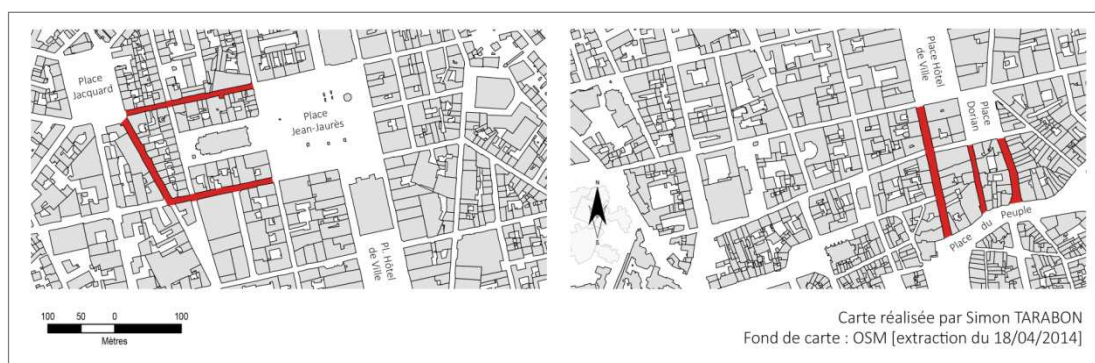 Place
Jacquard
Place
Jean-Jaurès
Pl. Hôtel
de Ville
100 50 0 100
Mètres
Place Hôtel
de Ville
Place
Dorian
Place du Peuple
N
S
Carte réalisée par Simon TARABON
Fond de carte : OSM [extraction du 18/04/2014]